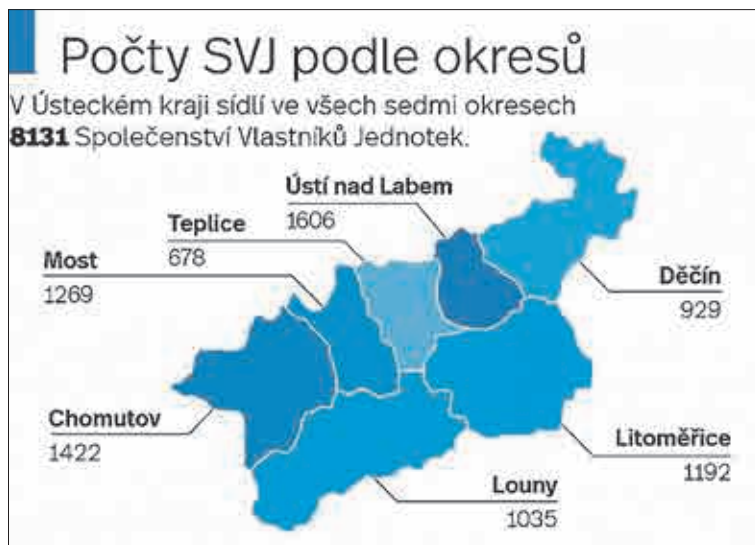 Počty SVJ podle okresů
V Ústeckém kraji sídlí ve všech sedmi okresech
8131 Společenství Vlastníků Jednotek.
Ústí nad Labem
1606
Teplice
678
Most
1269
Děčín
929
Chomutov
1422
Litoměřice
1192
Louny
1035